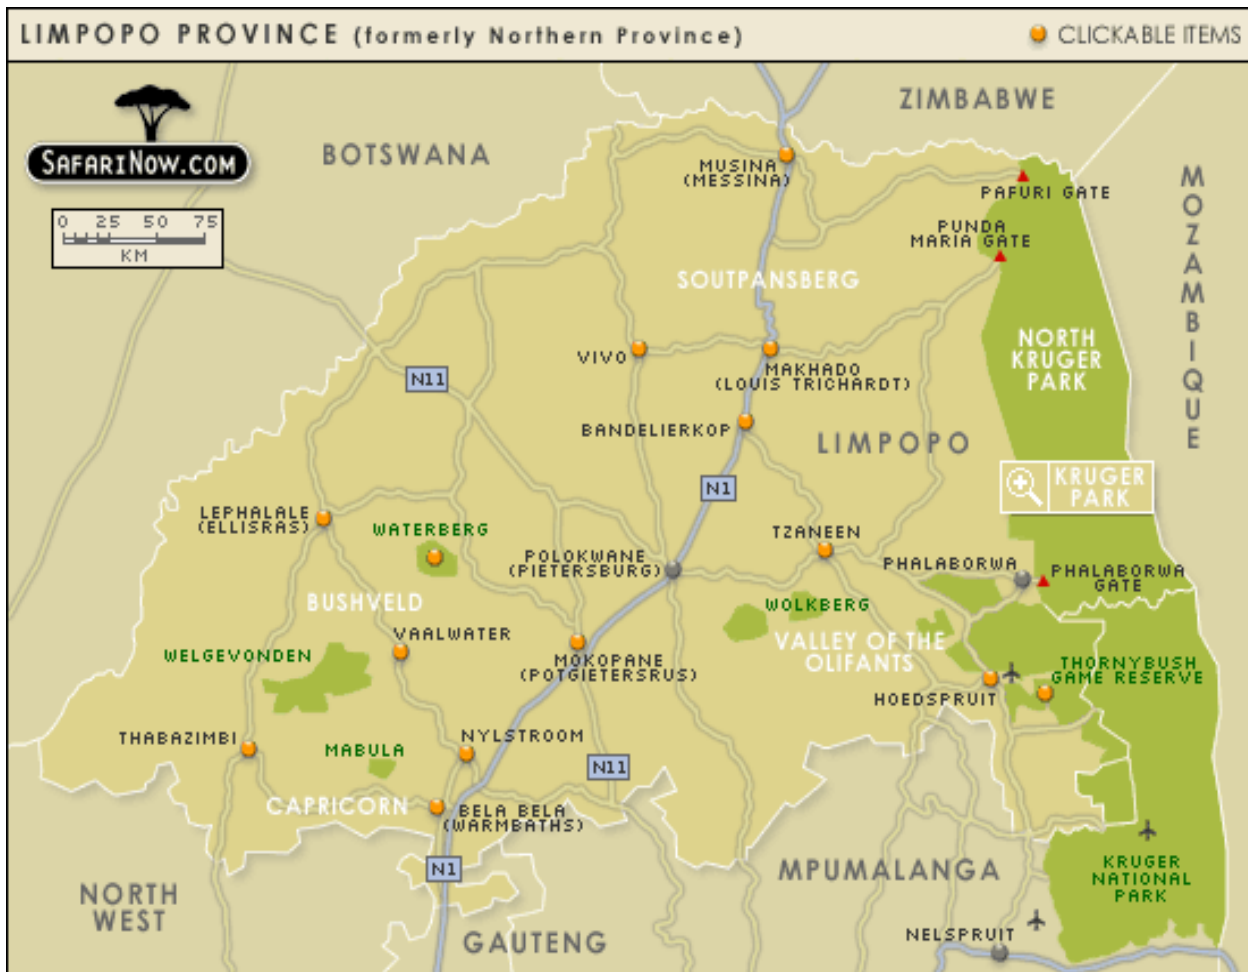 LIMPOPO PROVINCE (formerly Northern Province)
CLICKABLE ITEMS
ZIMBABWE
BOTSWANA
SAFARINOW.COM
MUSINA
(MESSINA)
MOZAMBIQUE
PAFURI GATE
0 25 50 75
KM
PUNDA
MARIA GATE
SOUTPANSBERG
NORTH
KRUGER
PARK
VIVO
MAKHADO
(LOUIS TRICHARDT)
N11
BANDELIERKOP
LIMPOPO
N1
KRUGER
PARK
LEPHALALE
(ELLISRAS)
WATERBERG
TZANEEN
POLOKWANE
(PIETERSBURG)
PHALABORWA
PHALABORWA
GATE
BUSHVELD
WOLKBERG
VAALWATER
VALLEY OF THE
OLIFANTS
WELGEVONDEN
MOKOPANE
(POTGIETERSRUS)
THORNYBUSH
GAME RESERVE
HOEDSPRUIT
THABAZIMBI
MABULA
NYLSTROOM
N11
CAPRICORN
BELA BELA
(WARMBATHS)
N1
MPUMALANGA
KRUGER
NATIONAL
PARK
NORTH
WEST
GAUTENG
NELSPRUIT